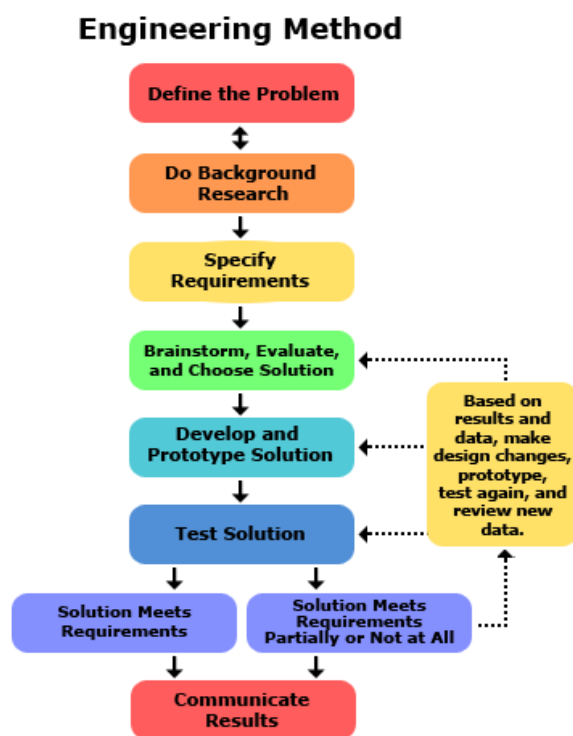 Engineering Method
Define the Problem
Do Background
Research
Specify
Requirements
Brainstorm, Evaluate,
and Choose Solution
Develop and
Prototype Solution
Based on
results and
data, make
design changes,
prototype,
test again, and
review new
data.
Test Solution
Solution Meets
Requirements
Solution Meets
Requirements
Partially or Not at All
Communicate
Results